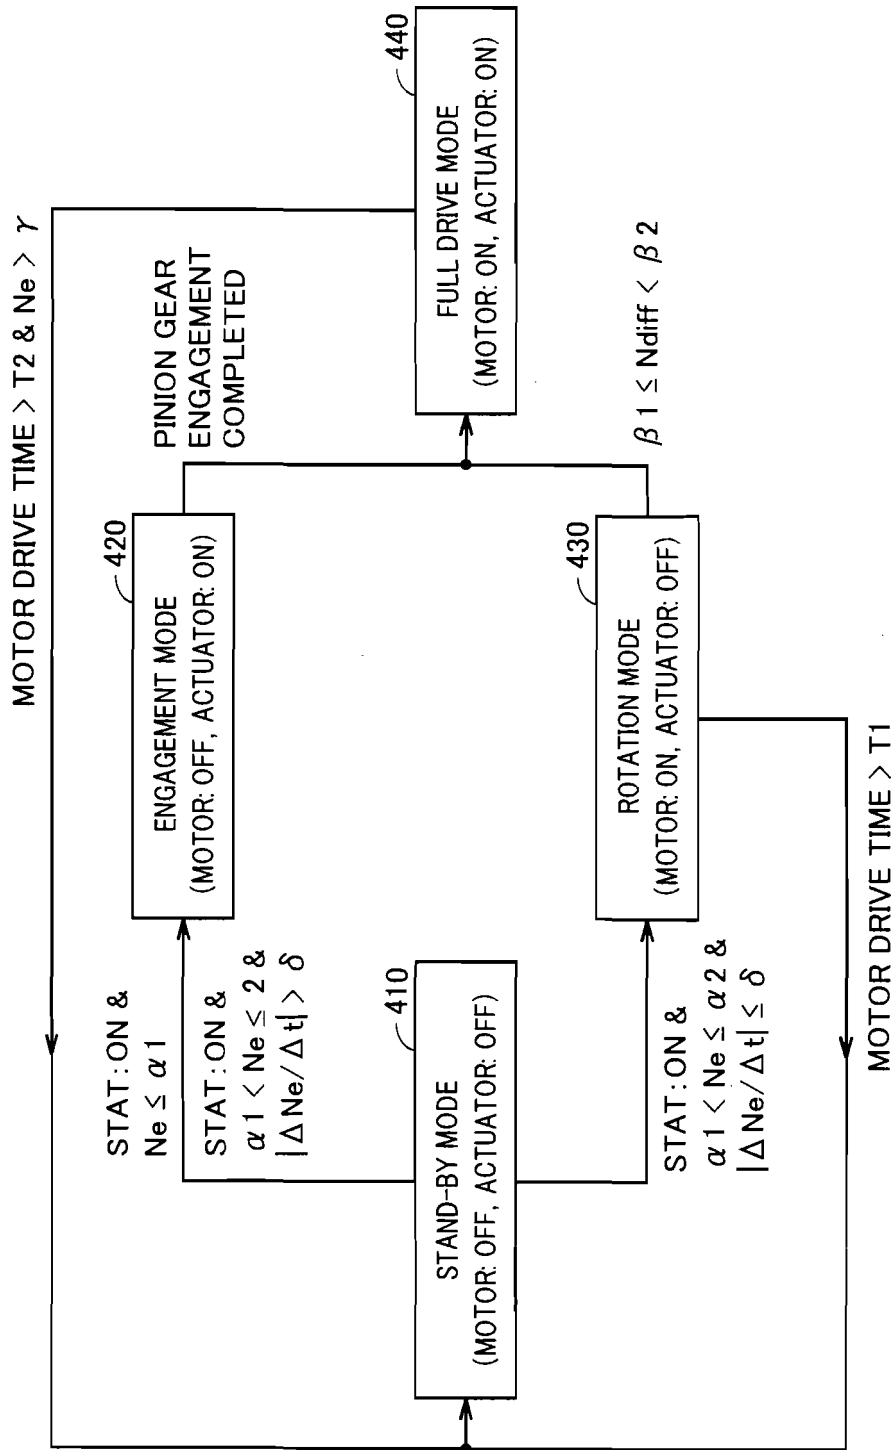 MOTOR DRIVE TIME > T2 & Ne > γ
STAT:ON &
Ne ≤ α1
STAT:ON &
α1 < Ne ≤ 2 &
|ΔNe/Δt| > δ
420
ENGAGEMENT MODE
(MOTOR: OFF, ACTUATOR: ON)
PINION GEAR
ENGAGEMENT
COMPLETED
410
STAND-BY MODE
(MOTOR: OFF, ACTUATOR: OFF)
440
FULL DRIVE MODE
(MOTOR: ON, ACTUATOR: ON)
STAT:ON &
α1 < Ne ≤ α2 &
|ΔNe/Δt| ≤ δ
430
ROTATION MODE
(MOTOR: ON, ACTUATOR: OFF)
β1 ≤ Ndiff < β2
MOTOR DRIVE TIME > T1